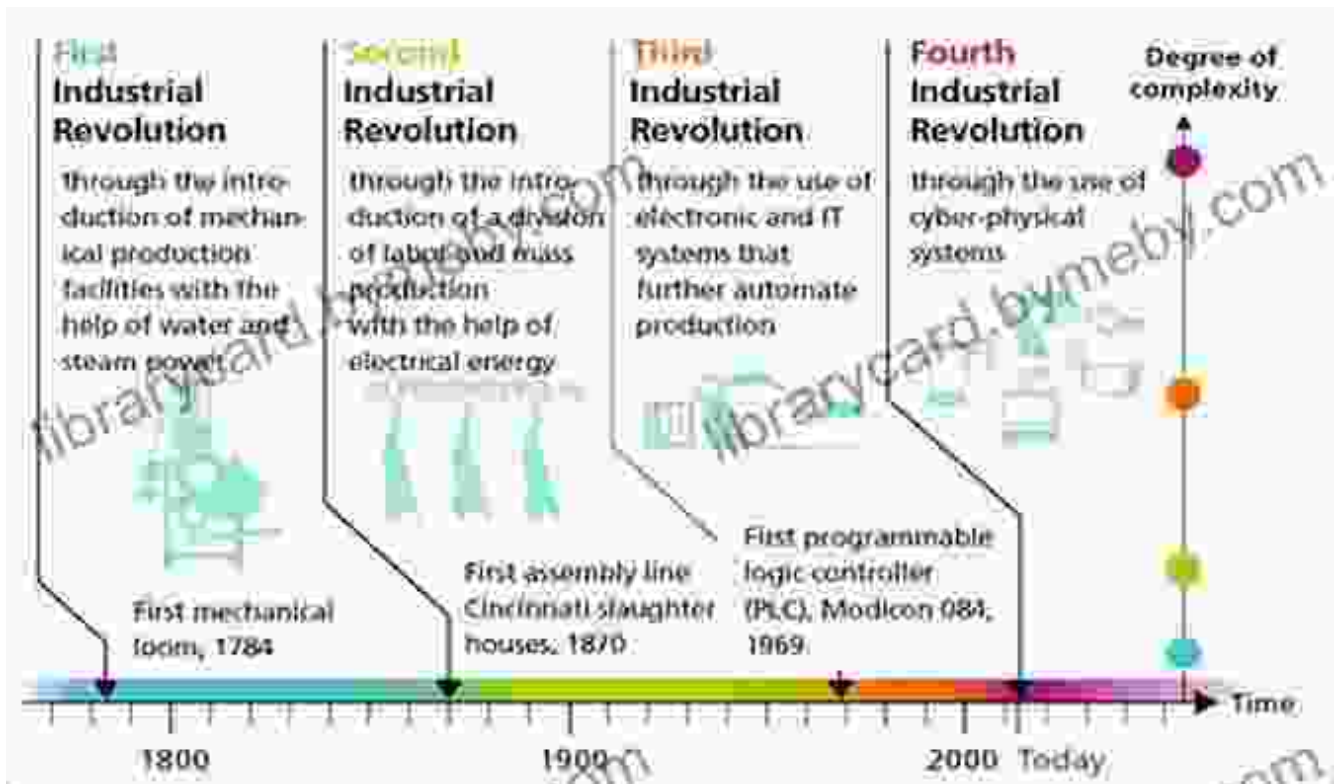 First
Industrial
Revolution
through the intro-
duction of mechan-
ical production
facilities with the
help of water and
steam power
First mechanical
loom, 1784
Second
Industrial
Revolution
through the intro-
duction of a division
of labor and mass
production
with the help of
electrical energy
First assembly line
Cincinnati slaughter
houses, 1870
Third
Industrial
Revolution
through the use of
electronic and IT
systems that
further automate
production
First programmable
logic controller
(PLC), Modicon 084,
1969
Fourth
Industrial
Revolution
through the use of
cyber-physical
systems
Degree of
complexity
Time
1800
1900
2000
Today
librarycard.bymeby.com
librarycard.bymeby.com